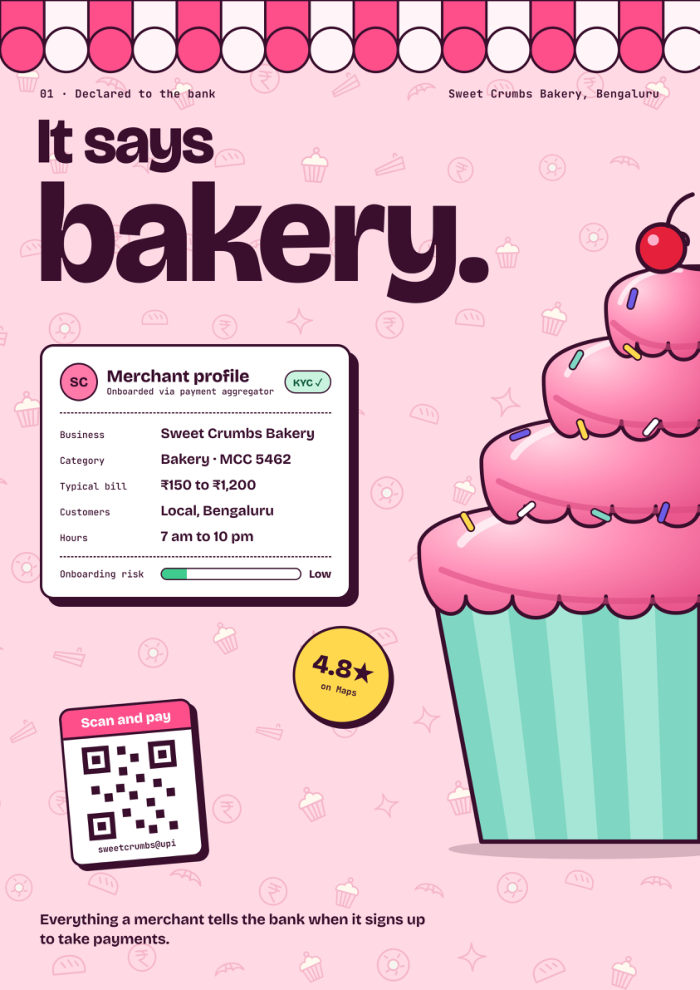 01 · Declared to the bank
Sweet Crumbs Bakery, Bengaluru
It says
bakery.
SC
Merchant profile
Onboarded via payment aggregator
KYC ✓
Business Sweet Crumbs Bakery
Category Bakery · MCC 5462
Typical bill ₹150 to ₹1,200
Customers Local, Bengaluru
Hours 7 am to 10 pm
Onboarding risk Low
4.8★
on Maps
Scan and pay
sweetcrumbs@upi
Everything a merchant tells the bank when it signs up
to take payments.